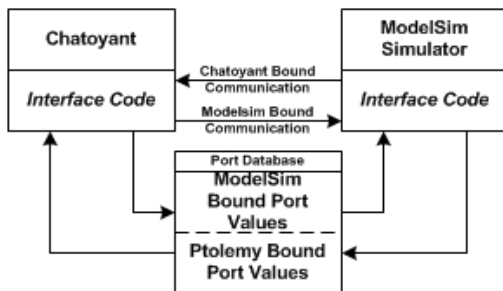 Chatoyant
Interface Code
Chatoyant Bound
Communication
Modelsim Bound
Communication
ModelSim
Simulator
Interface Code
Port Database
ModelSim
Bound Port
Values
Ptolemy Bound
Port Values